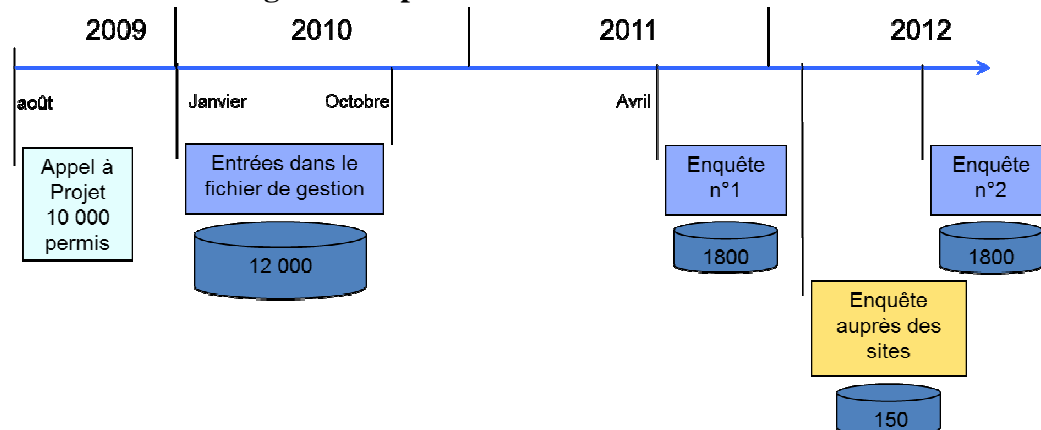 2009 2010 2011 2012
août Janvier Octobre Avril
Appel à
Projet
10 000
permis
Entrées dans le
fichier de gestion
12 000
Enquête
n°1
1800
Enquête
n°2
1800
Enquête
auprès des
sites
150